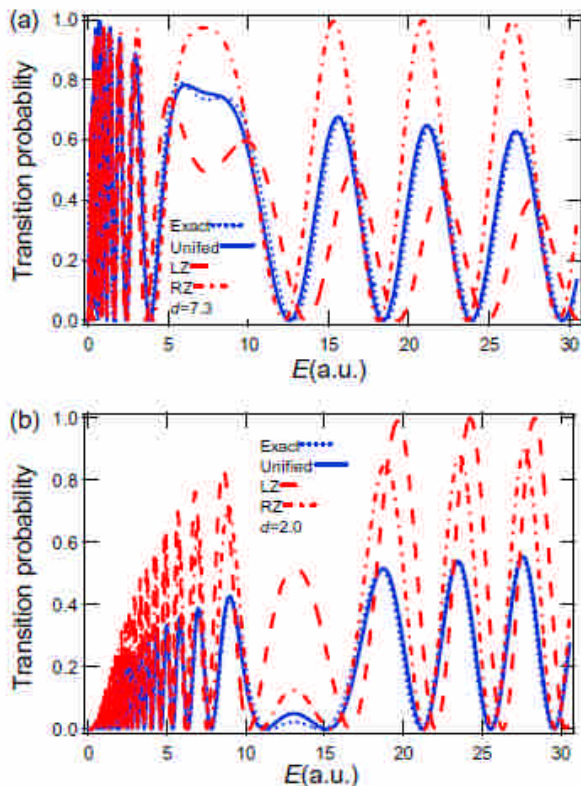 (a)
1.0
0.8
0.6
0.4
0.2
0.0
Transition probability
Exact
Unified
LZ
RZ
d=7.3
0 5 10 15 20 25 30
E(a.u.)
(b)
1.0
0.8
0.6
0.4
0.2
0.0
Transition probability
Exact
Unified
LZ
RZ
d=2.0
0 5 10 15 20 25 30
E(a.u.)